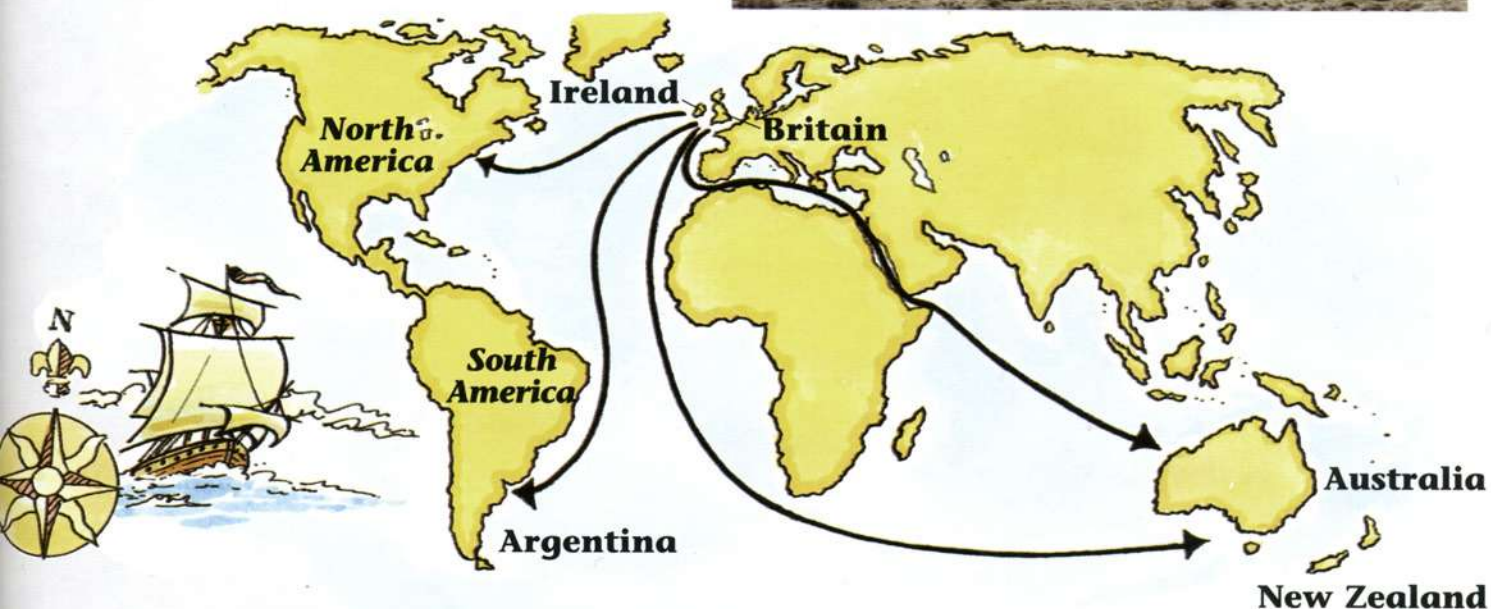 Ireland
Britain
North
America
N
South
America
Australia
Argentina
New Zealand